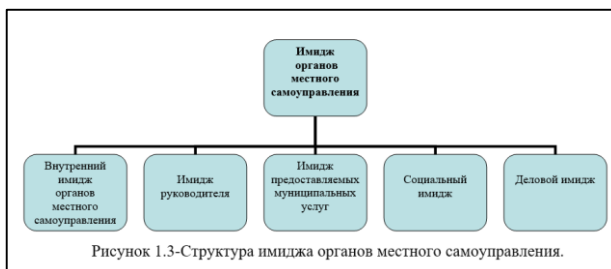 Имидж
органов
местного
самоуправления
Внутренний
имидж
органов
местного
самоуправления
Имидж
руководителя
Имидж
предоставляемых
муниципальных
услуг
Социальный
имидж
Деловой имидж
Рисунок 1.3-Структура имиджа органов местного самоуправления.